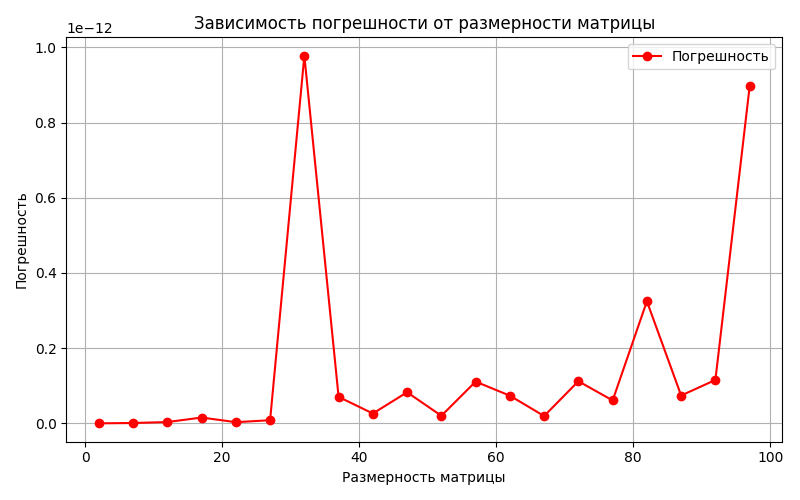 Зависимость погрешности от размерности матрицы
1e−12
Погрешность
1.0
0.8
0.6
0.4
0.2
0.0
Погрешность
0
20
40
60
80
100
Размерность матрицы